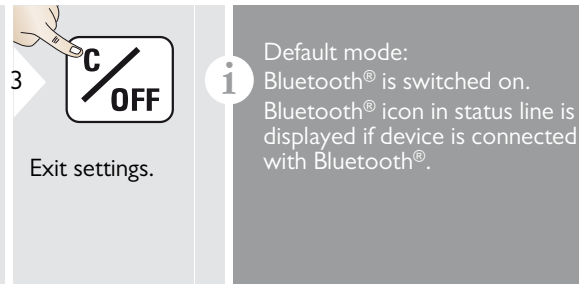 3
C
OFF
Exit settings.
i
Default mode:
Bluetooth® is switched on.
Bluetooth® icon in status line is
displayed if device is connected
with Bluetooth®.